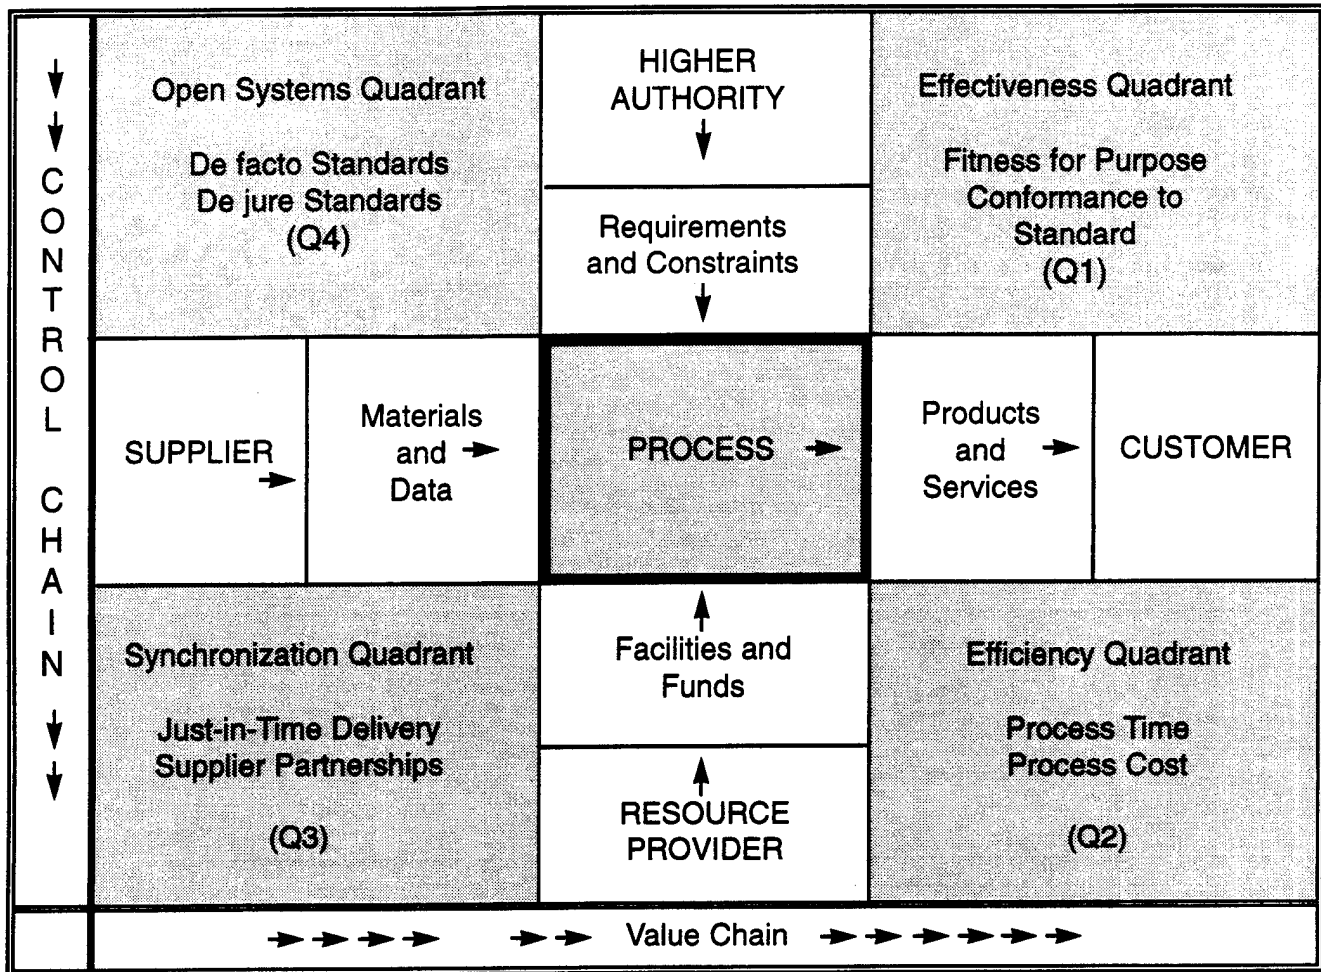 CONTROL CHAIN
Open Systems Quadrant
De facto Standards
De jure Standards
(Q4)
HIGHER
AUTHORITY
Requirements
and Constraints
Effectiveness Quadrant
Fitness for Purpose
Conformance to
Standard
(Q1)
SUPPLIER
Materials
and
Data
PROCESS
Products
and
Services
CUSTOMER
Synchronization Quadrant
Just-in-Time Delivery
Supplier Partnerships
(Q3)
Facilities and
Funds
RESOURCE
PROVIDER
Efficiency Quadrant
Process Time
Process Cost
(Q2)
Value Chain